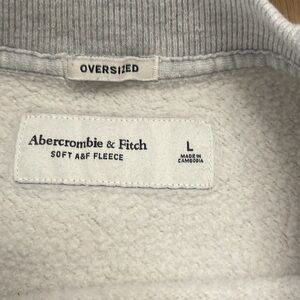 OVERSIZED
Abercrombie & Fitch
SOFT A&F FLEECE
L
MADE IN
CAMBODIA